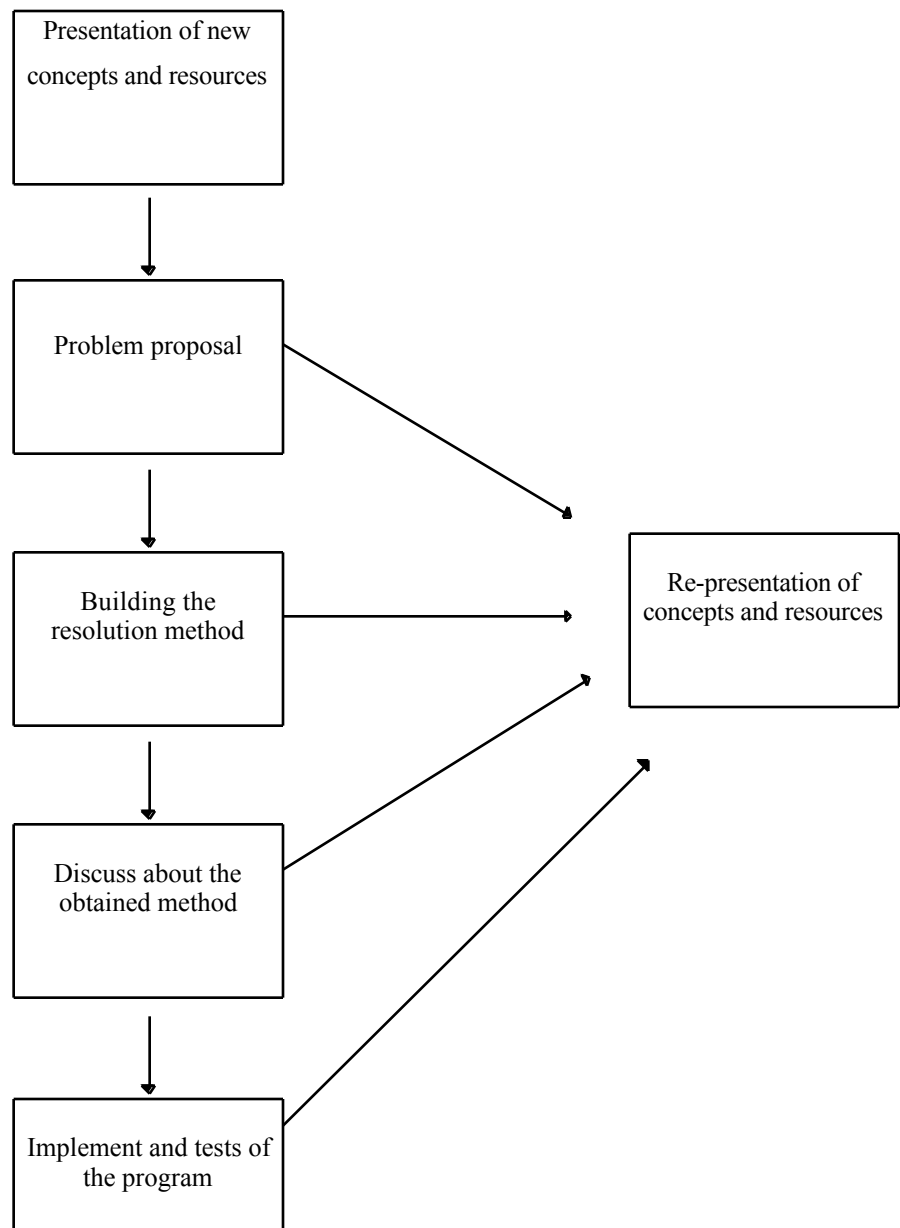 Presentation of new
concepts and resources
Problem proposal
Building the
resolution method
Re-presentation of
concepts and resources
Discuss about the
obtained method
Implement and tests of
the program